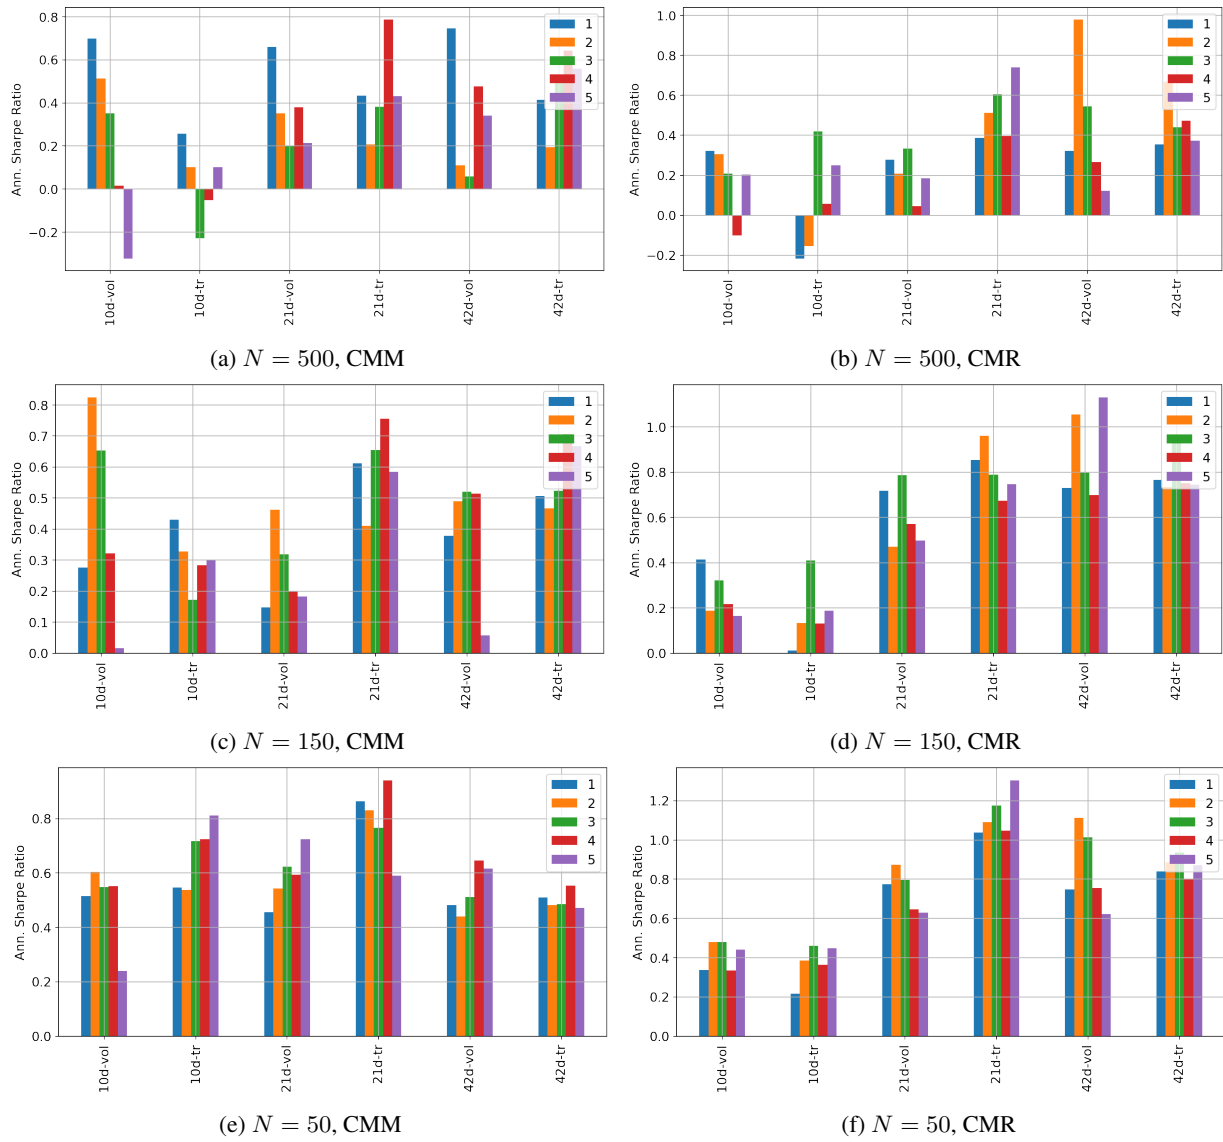 Ann. Sharpe Ratio
0.8
0.6
0.4
0.2
0.0
−0.2
1
2
3
4
5
10d-vol
10d-tr
21d-vol
21d-tr
42d-vol
42d-tr
(a) N = 500, CMM
Ann. Sharpe Ratio
1.0
0.8
0.6
0.4
0.2
0.0
−0.2
1
2
3
4
5
10d-vol
10d-tr
21d-vol
21d-tr
42d-vol
42d-tr
(b) N = 500, CMR
Ann. Sharpe Ratio
0.8
0.7
0.6
0.5
0.4
0.3
0.2
0.1
0.0
1
2
3
4
5
10d-vol
10d-tr
21d-vol
21d-tr
42d-vol
42d-tr
(c) N = 150, CMM
Ann. Sharpe Ratio
1.0
0.8
0.6
0.4
0.2
0.0
1
2
3
4
5
10d-vol
10d-tr
21d-vol
21d-tr
42d-vol
42d-tr
(d) N = 150, CMR
Ann. Sharpe Ratio
0.8
0.6
0.4
0.2
0.0
1
2
3
4
5
10d-vol
10d-tr
21d-vol
21d-tr
42d-vol
42d-tr
(e) N = 50, CMM
Ann. Sharpe Ratio
1.2
1.0
0.8
0.6
0.4
0.2
0.0
1
2
3
4
5
10d-vol
10d-tr
21d-vol
21d-tr
42d-vol
42d-tr
(f) N = 50, CMR